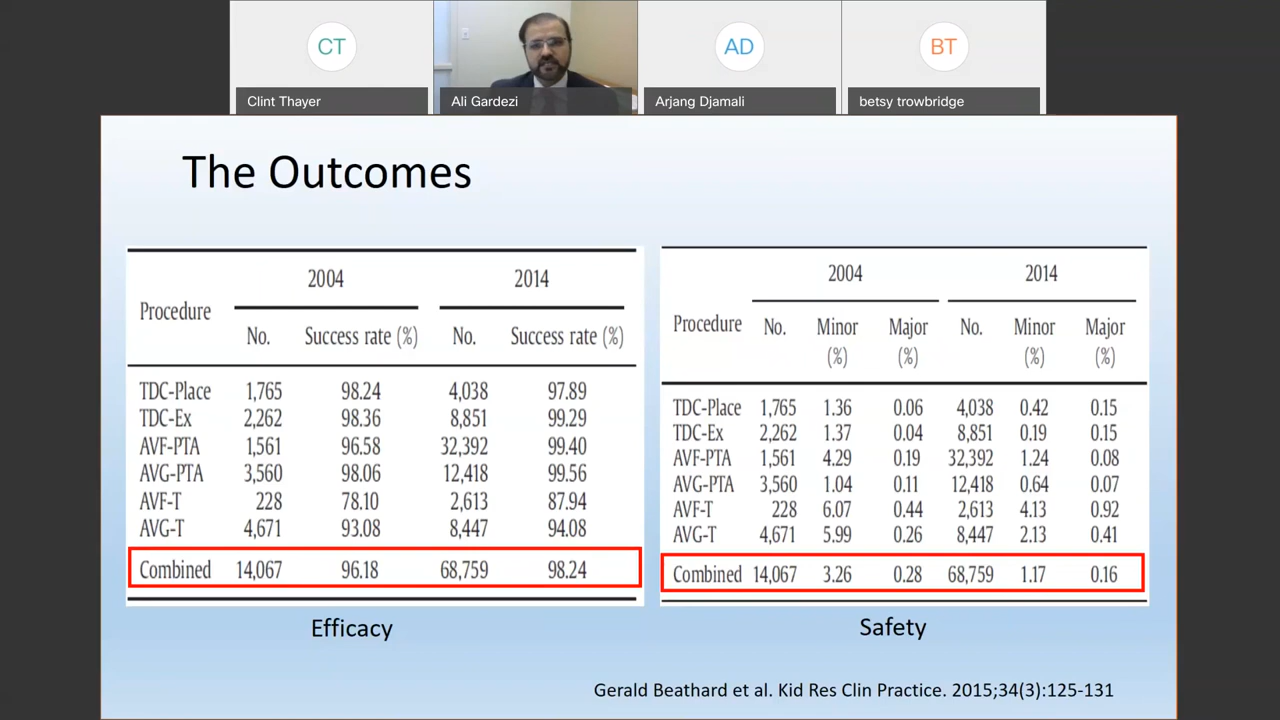 CT
AD
BT
Clint Thayer
Ali Gardezi
Arjang Djamali
betsy trowbridge
The Outcomes
2004 2014
Procedure
No. Success rate (%) No. Success rate (%)
TDC-Place 1,765 98.24 4,038 97.89
TDC-Ex 2,262 98.36 8,851 99.29
AVF-PTA 1,561 96.58 32,392 99.40
AVG-PTA 3,560 98.06 12,418 99.56
AVF-T 228 78.10 2,613 87.94
AVG-T 4,671 93.08 8,447 94.08
Combined 14,067 96.18 68,759 98.24
Efficacy
2004 2014
Procedure No. Minor (%) Major (%) No. Minor (%) Major (%)
TDC-Place 1,765 1.36 0.06 4,038 0.42 0.15
TDC-Ex 2,262 1.37 0.04 8,851 0.19 0.15
AVF-PTA 1,561 4.29 0.19 32,392 1.24 0.08
AVG-PTA 3,560 1.04 0.11 12,418 0.64 0.07
AVF-T 228 6.07 0.44 2,613 4.13 0.92
AVG-T 4,671 5.99 0.26 8,447 2.13 0.41
Combined 14,067 3.26 0.28 68,759 1.17 0.16
Safety
Gerald Beathard et al. Kid Res Clin Practice. 2015;34(3):125-131